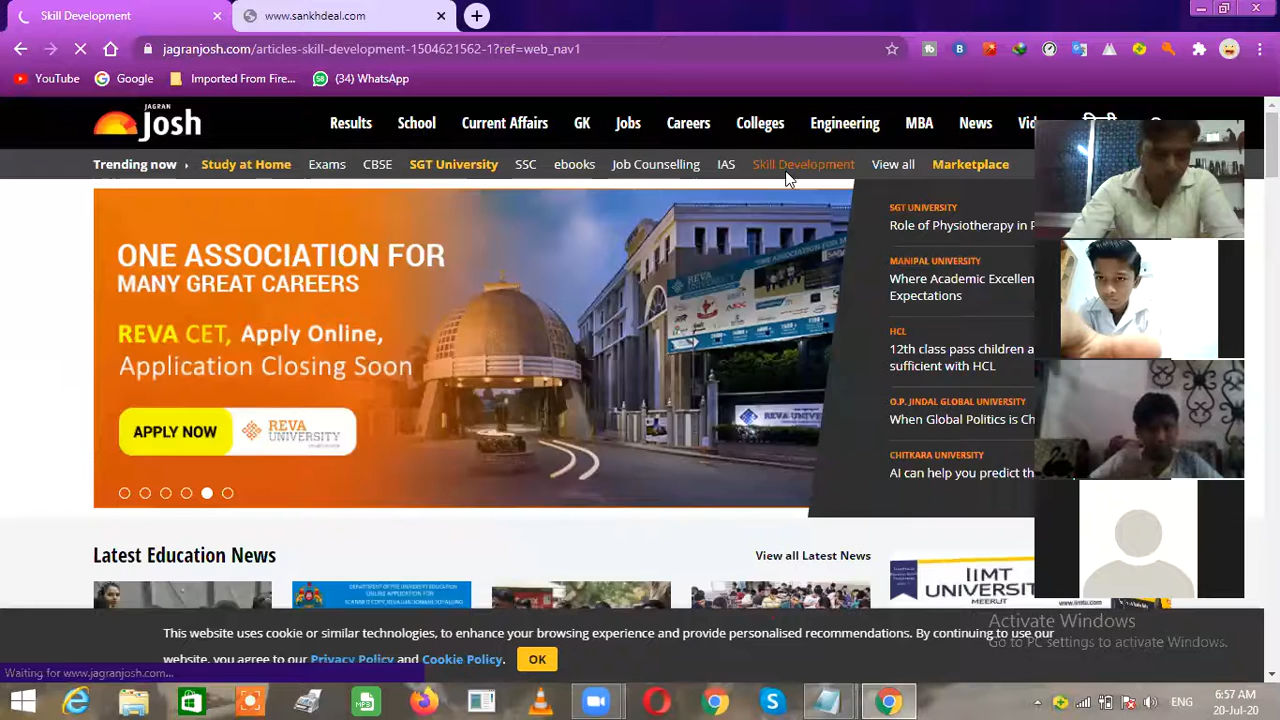 Skill Development
www.sankhdeal.com
jagranjosh.com/articles-skill-development-1504621562-1?ref=web_nav1
YouTube
Google
Imported From Fire...
(34) WhatsApp
JAGRAN
Josh
Results
School
Current Affairs
GK
Jobs
Careers
Colleges
Engineering
MBA
News
Trending now
Study at Home
Exams
CBSE
SGT University
SSC
ebooks
Job Counselling
IAS
Skill Development
View all
Marketplace
ONE ASSOCIATION FOR
MANY GREAT CAREERS
REVA CET, Apply Online,
Application Closing Soon
APPLY NOW
REVA
UNIVERSITY
SGT UNIVERSITY
Role of Physiotherapy in
MANIPAL UNIVERSITY
Where Academic Excellen
Expectations
HCL
12th class pass children a
sufficient with HCL
O.P. JINDAL GLOBAL UNIVERSITY
When Global Politics is Ch
CHITKARA UNIVERSITY
AI can help you predict th
Latest Education News
View all Latest News
IIMT
UNIVERSITY
MEERUT
This website uses cookie or similar technologies, to enhance your browsing experience and provide personalised recommendations. By continuing to use our
website, you agree to our Privacy Policy and Cookie Policy.
OK
Activate Windows
Go to PC settings to activate Windows.
Waiting for www.jagranjosh.com...
ENG
6:57 AM
20-Jul-20